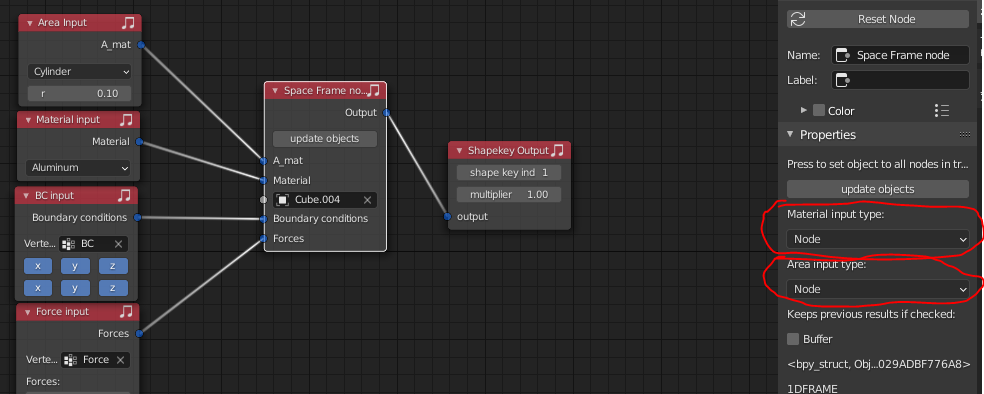 Area Input
A_mat
Cylinder
r 0.10
Material input
Material
Aluminum
BC input
Boundary conditions
Verte... BC
x y z
x y z
Force input
Forces
Verte... Force
Forces:
Space Frame no...
Output
update objects
A_mat
Material
Cube.004
Boundary conditions
Forces
Shapekey Output
shape key ind 1
multiplier 1.00
output
Reset Node
Name: Space Frame node
Label:
Color
Properties
Press to set object to all nodes in tr...
update objects
Material input type:
Node
Area input type:
Node
Keeps previous results if checked:
Buffer
<bpy_struct, Obj...029ADBF776A8>
1DFRAME